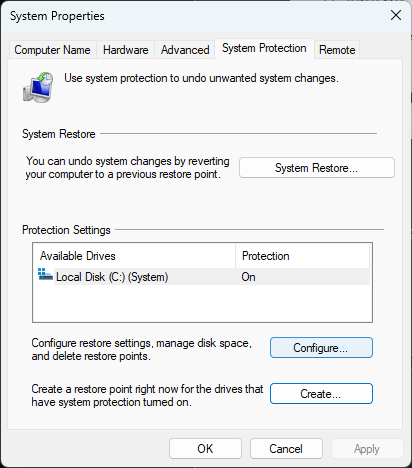 System Properties
Computer Name
Hardware
Advanced
System Protection
Remote
Use system protection to undo unwanted system changes.
System Restore
You can undo system changes by reverting
your computer to a previous restore point.
System Restore...
Protection Settings
Available Drives
Protection
Local Disk (C:) (System)
On
Configure restore settings, manage disk space,
and delete restore points.
Configure...
Create a restore point right now for the drives that
have system protection turned on.
Create...
OK
Cancel
Apply